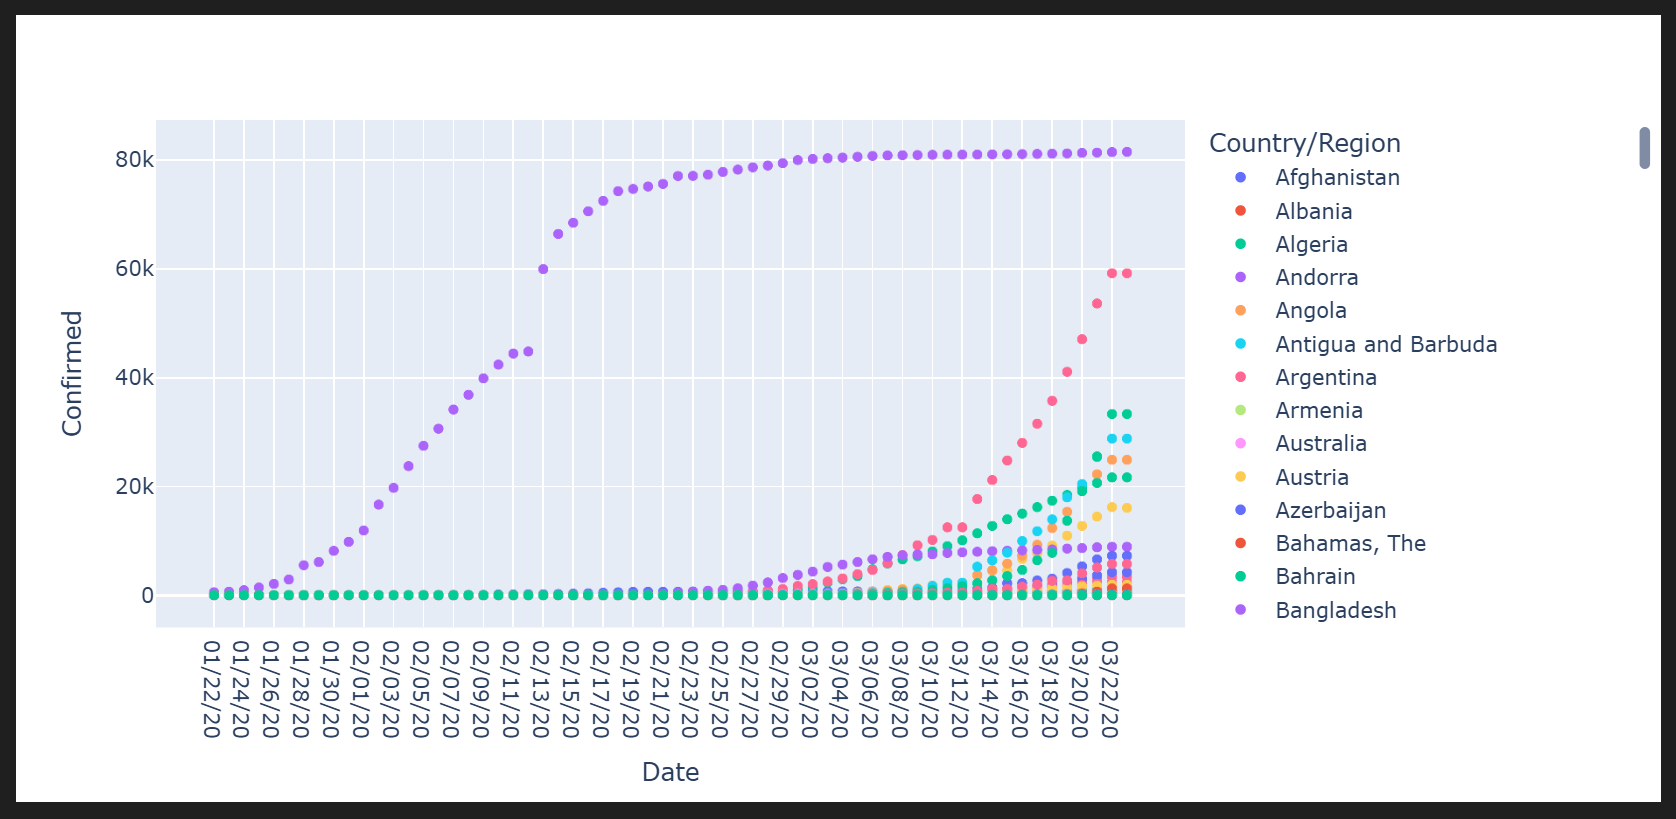 Country/Region
Afghanistan
Albania
Algeria
Andorra
Angola
Antigua and Barbuda
Argentina
Armenia
Australia
Austria
Azerbaijan
Bahamas, The
Bahrain
Bangladesh
80k
60k
40k
20k
0
Confirmed
01/22/20
01/24/20
01/26/20
01/28/20
01/30/20
02/01/20
02/03/20
02/05/20
02/07/20
02/09/20
02/11/20
02/13/20
02/15/20
02/17/20
02/19/20
02/21/20
02/23/20
02/25/20
02/27/20
02/29/20
03/02/20
03/04/20
03/06/20
03/08/20
03/10/20
03/12/20
03/14/20
03/16/20
03/18/20
03/20/20
03/22/20
Date